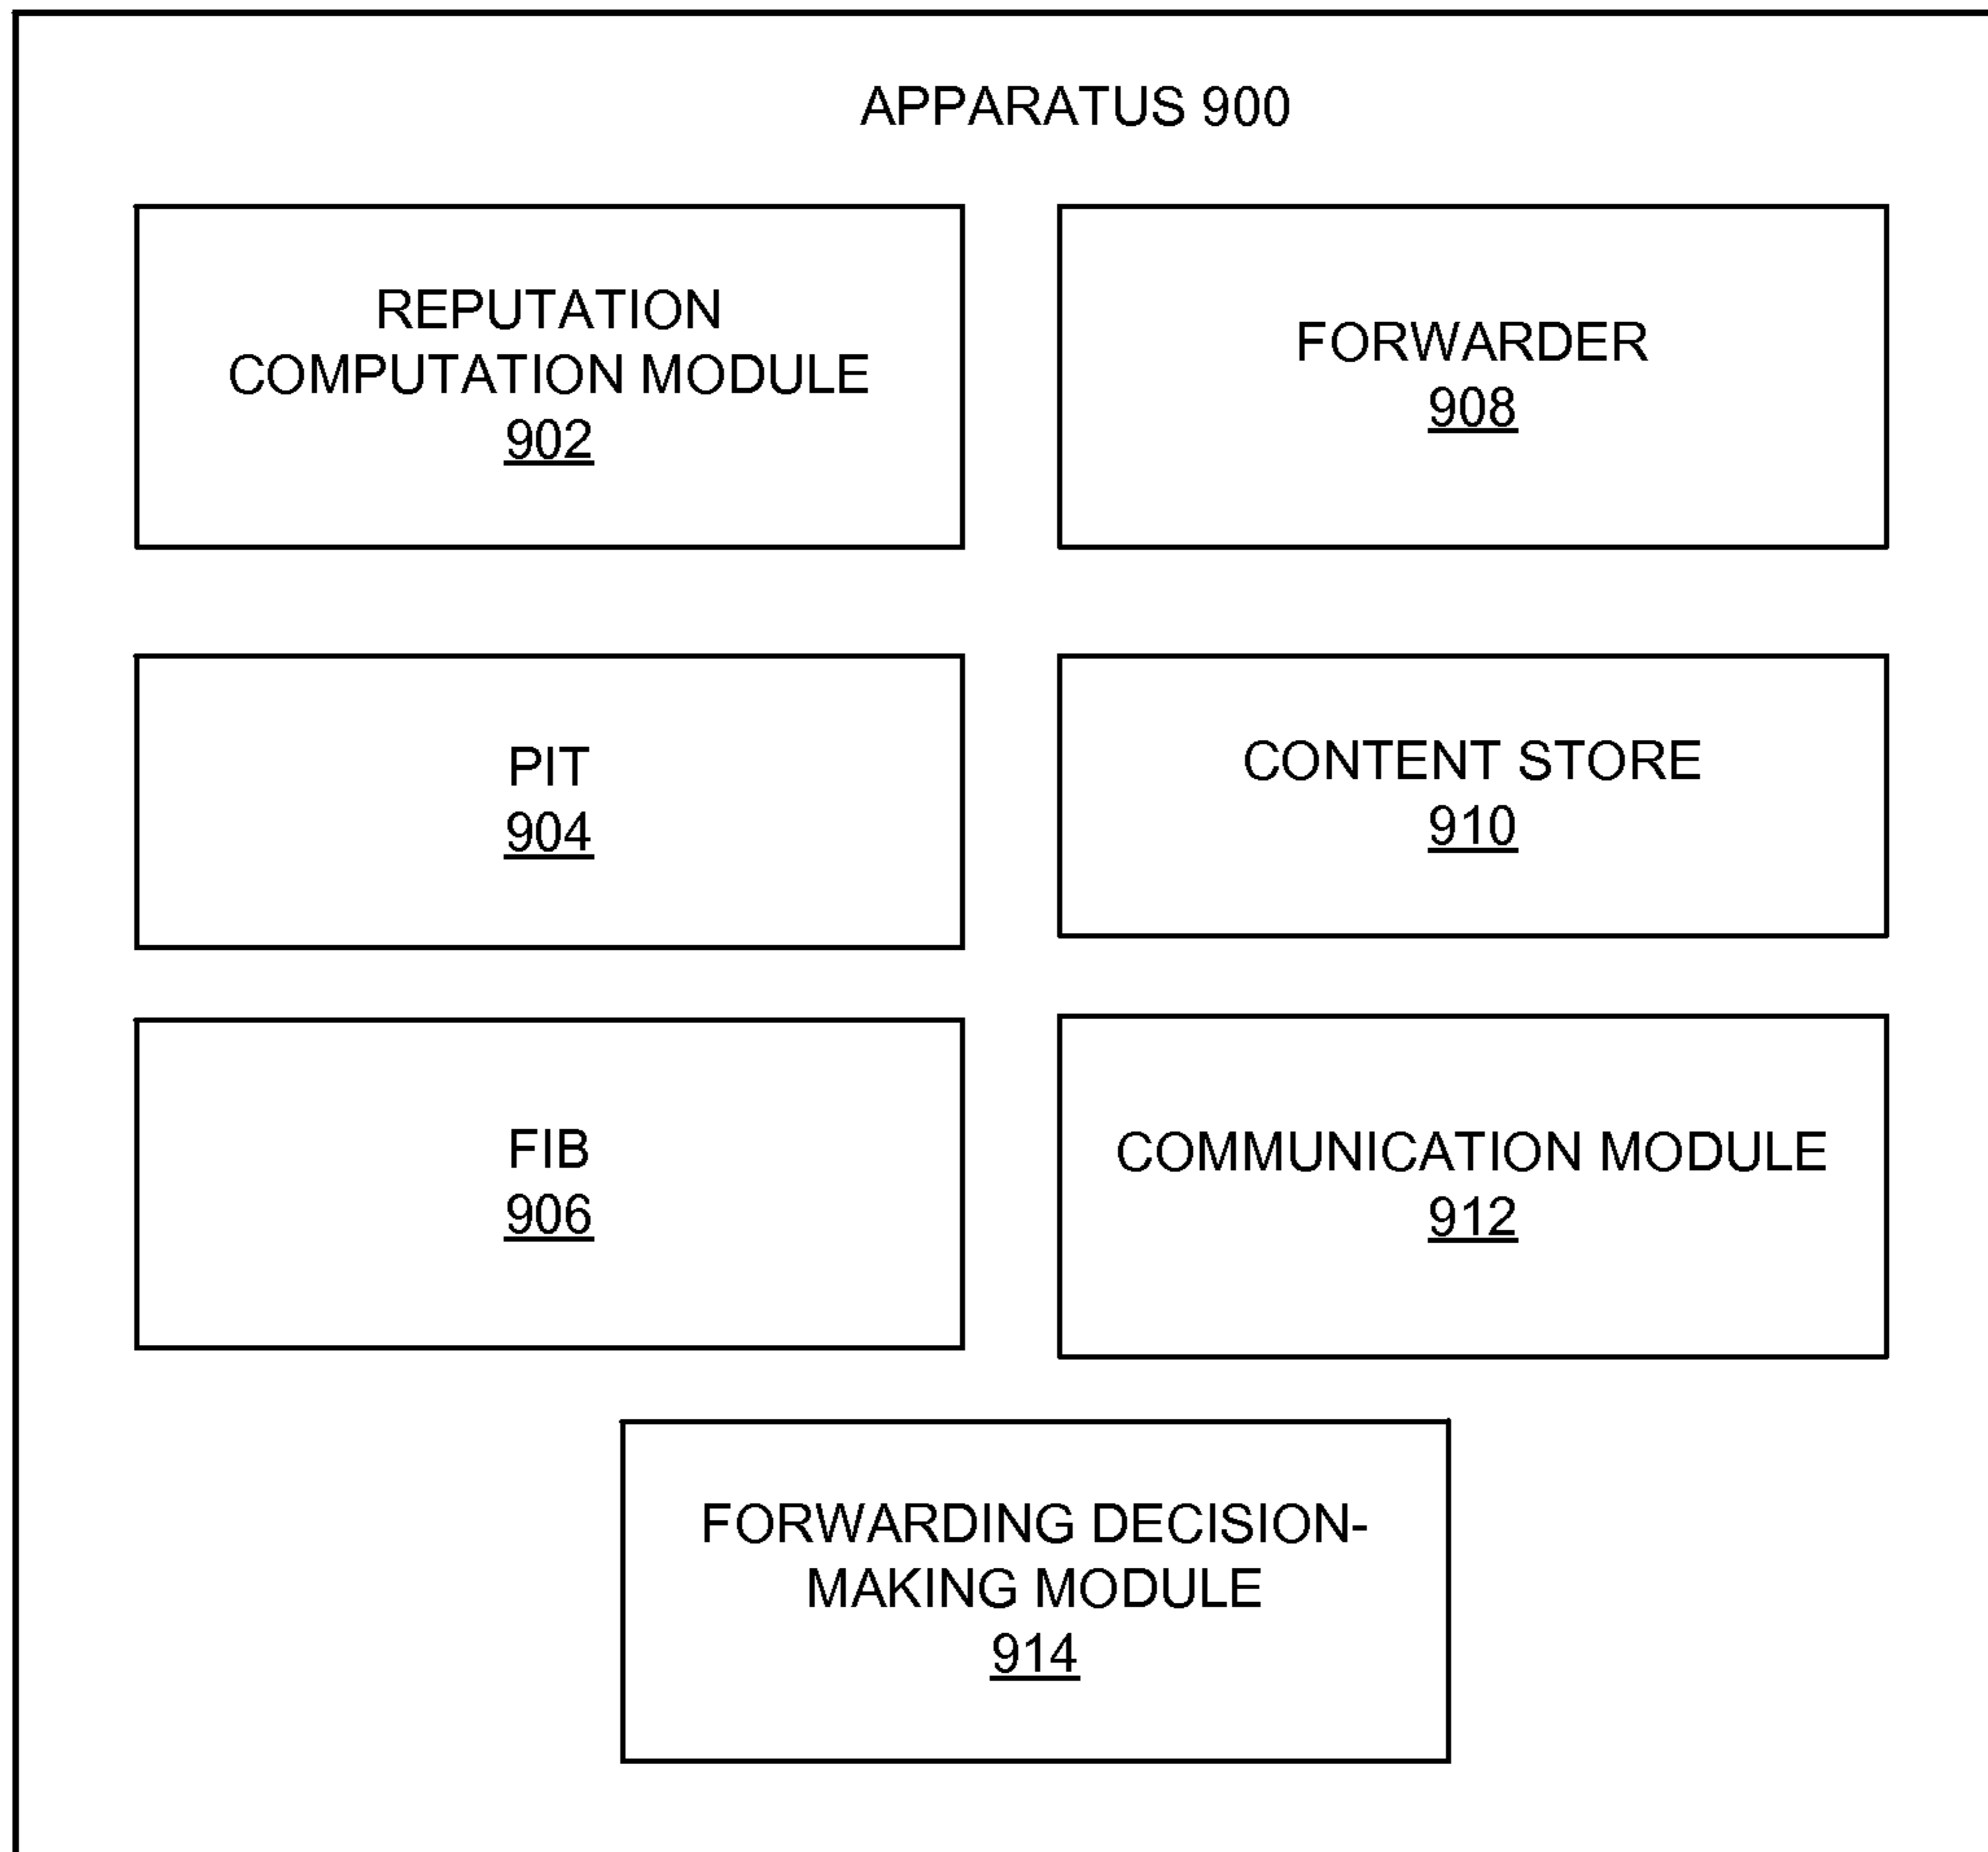 APPARATUS 900
REPUTATION
COMPUTATION MODULE
902
FORWARDER
908
PIT
904
CONTENT STORE
910
FIB
906
COMMUNICATION MODULE
912
FORWARDING DECISION-
MAKING MODULE
914